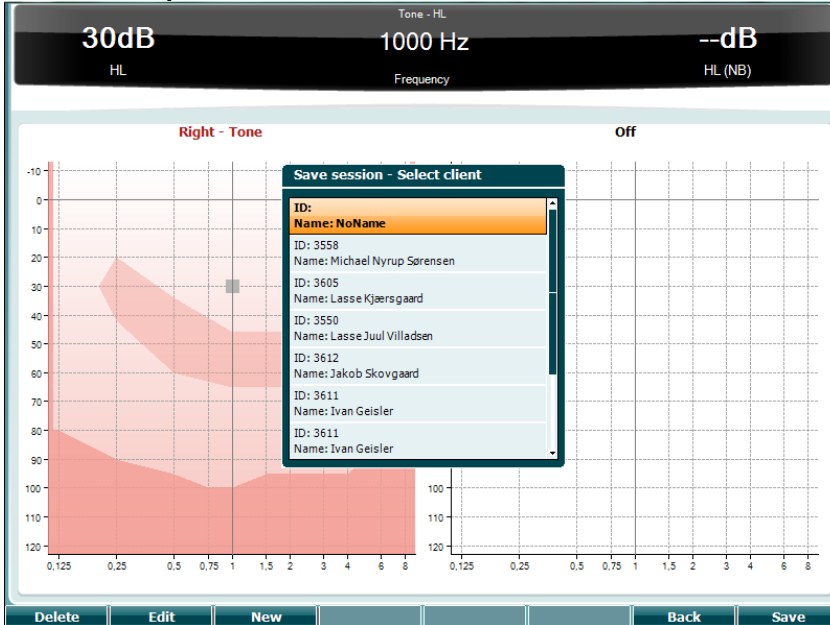 Tone - HL
30dB
1000 Hz
--dB
HL
Frequency
HL (NB)
Right - Tone
Off
Save session - Select client
ID:
Name: NoName
ID: 3558
Name: Michael Nyrup Sørensen
ID: 3605
Name: Lasse Kjærsgaard
ID: 3550
Name: Lasse Juul Villadsen
ID: 3612
Name: Jakob Skovgaard
ID: 3611
Name: Ivan Geisler
ID: 3611
Name: Ivan Geisler
-10
0
10
20
30
40
50
60
70
80
90
100
110
120
0,125 0,25 0,5 0,75 1 1,5 2 3 4 6 8
100
110
120
0,125 0,25 0,5 0,75 1 1,5 2 3 4 6 8
Delete Edit New Back Save